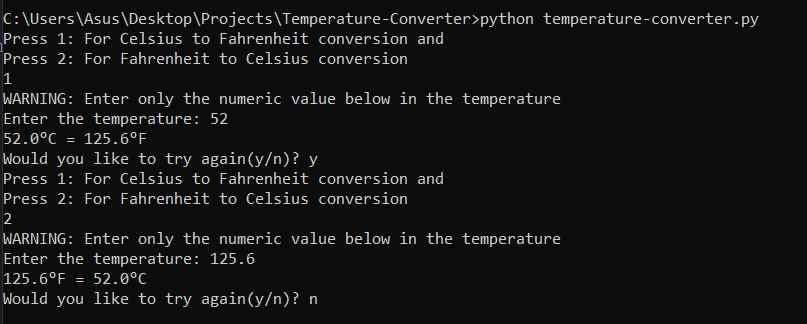 C:\Users\Asus\Desktop\Projects\Temperature-Converter>python temperature-converter.py
Press 1: For Celsius to Fahrenheit conversion and
Press 2: For Fahrenheit to Celsius conversion
1
WARNING: Enter only the numeric value below in the temperature
Enter the temperature: 52
52.0°C = 125.6°F
Would you like to try again(y/n)? y
Press 1: For Celsius to Fahrenheit conversion and
Press 2: For Fahrenheit to Celsius conversion
2
WARNING: Enter only the numeric value below in the temperature
Enter the temperature: 125.6
125.6°F = 52.0°C
Would you like to try again(y/n)? n